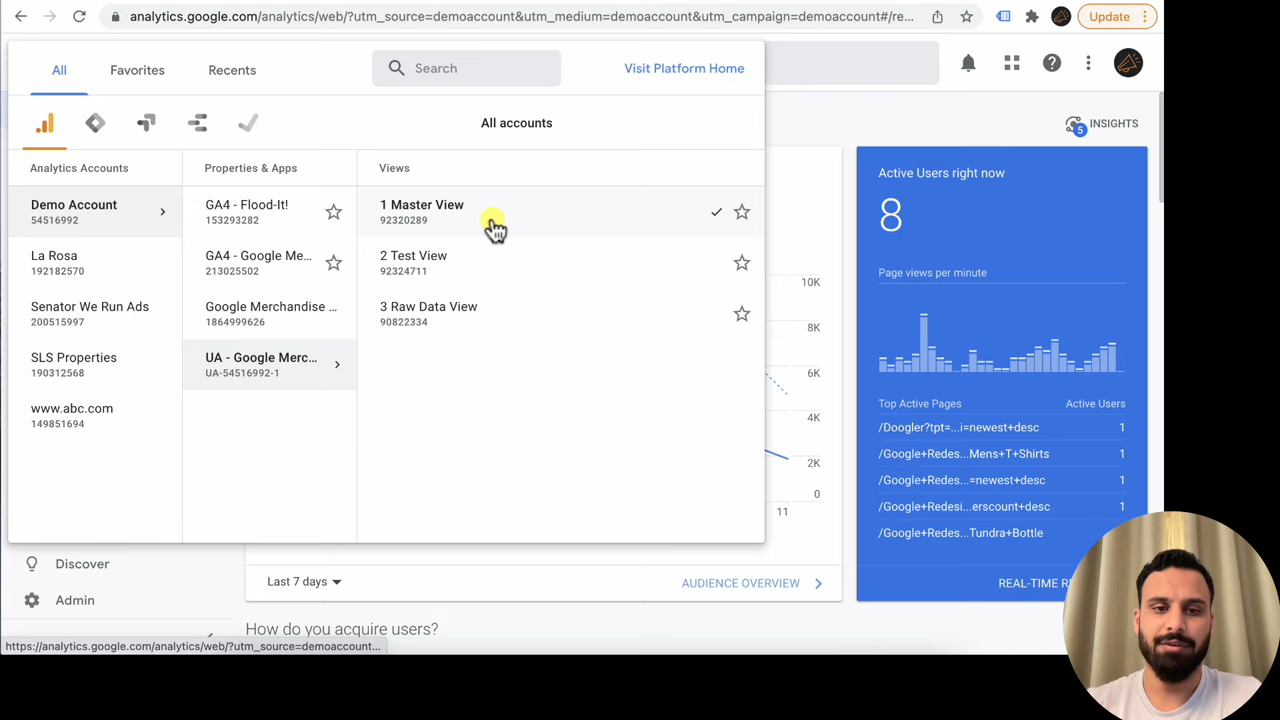 analytics.google.com/analytics/web/?utm_source=demoaccount&utm_medium=demoaccount&utm_campaign=demoaccount#/re...
Update
All
Favorites
Recents
Search
Visit Platform Home
All accounts
INSIGHTS
5
Analytics Accounts
Properties & Apps
Views
Demo Account
54516992
La Rosa
192182570
Senator We Run Ads
200515997
SLS Properties
190312568
www.abc.com
149851694
GA4 - Flood-It!
153293282
GA4 - Google Me...
213025502
Google Merchandise ...
1864999626
UA - Google Merc...
UA-54516992-1
1 Master View
92320289
2 Test View
92324711
3 Raw Data View
90822334
10K
8K
6K
4K
2K
0
11
Active Users right now
8
Page views per minute
Top Active Pages
Active Users
/Doogler?tpt=...i=newest+desc
1
/Google+Redes...Mens+T+Shirts
1
/Google+Redes...=newest+desc
1
/Google+Redesi...erscount+desc
1
/Google+Redes...Tundra+Bottle
REAL-TIME RE
Discover
Admin
Last 7 days
AUDIENCE OVERVIEW
How do you acquire users?
https://analytics.google.com/analytics/web/?utm_source=demoaccount...